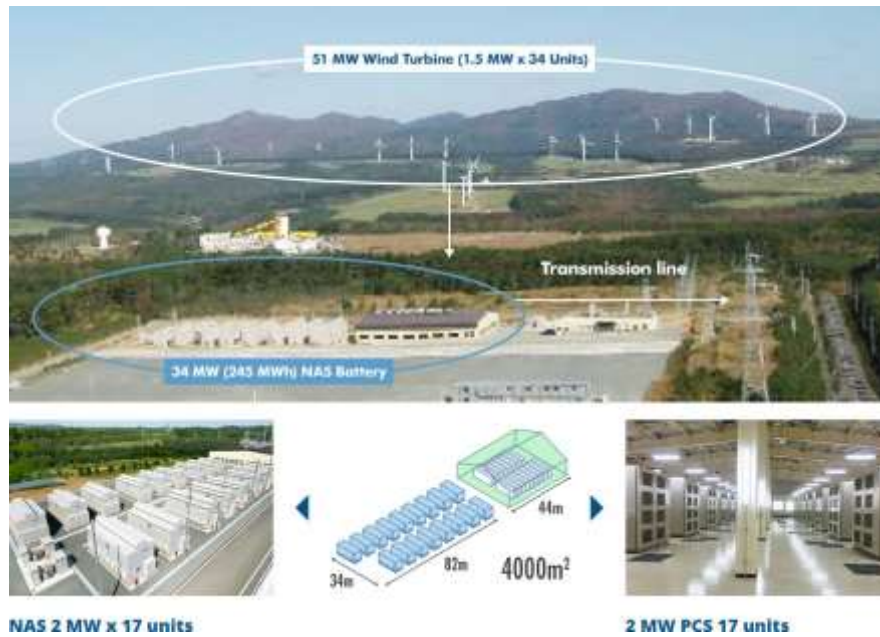 51 MW Wind Turbine (1.5 MW x 34 Units)
Transmission line
34 MW (245 MWh) NAS Battery
34m
82m
44m
4000m²
NAS 2 MW x 17 units
2 MW PCS 17 units